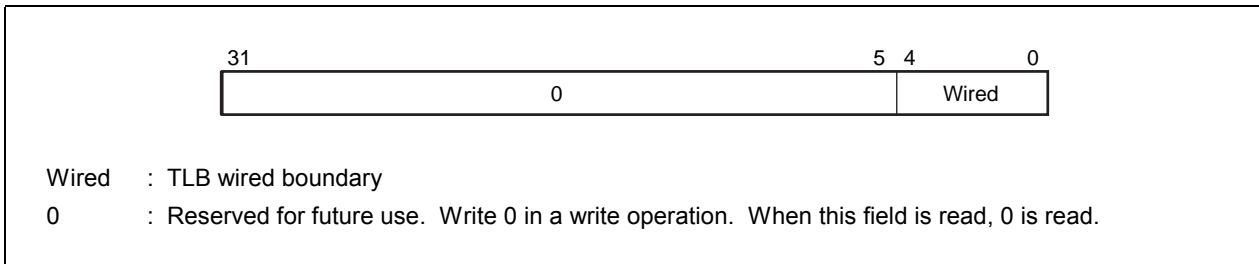 31 5 4 0
0 Wired
Wired : TLB wired boundary
0 : Reserved for future use. Write 0 in a write operation. When this field is read, 0 is read.